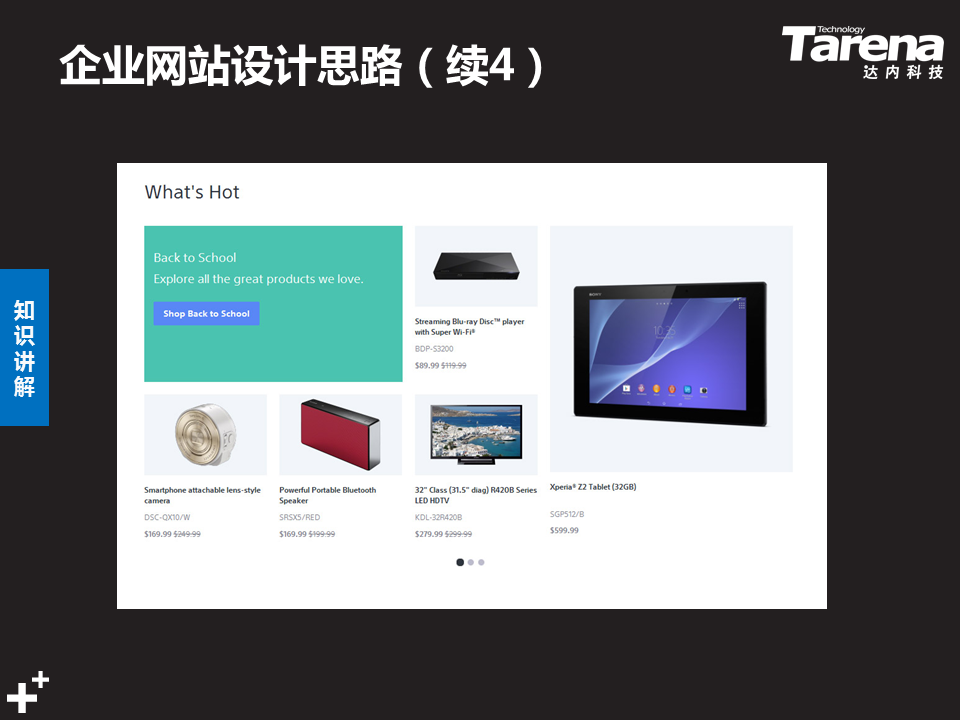 企业网站设计思路（续4）
Technology
Tarena
达内科技
知识讲解
What's Hot
Back to School
Explore all the great products we love.
Shop Back to School
Streaming Blu-ray Disc™ player
with Super Wi-Fi®
BDP-S3200
$89.99 $119.99
SONY
10:35
Smartphone attachable lens-style
camera
DSC-QX10/W
$169.99 $249.99
Powerful Portable Bluetooth
Speaker
SRSX5/RED
$169.99 $199.99
32" Class (31.5" diag) R420B Series
LED HDTV
KDL-32R420B
$279.99 $299.99
Xperia® Z2 Tablet (32GB)
SGP512/B
$599.99